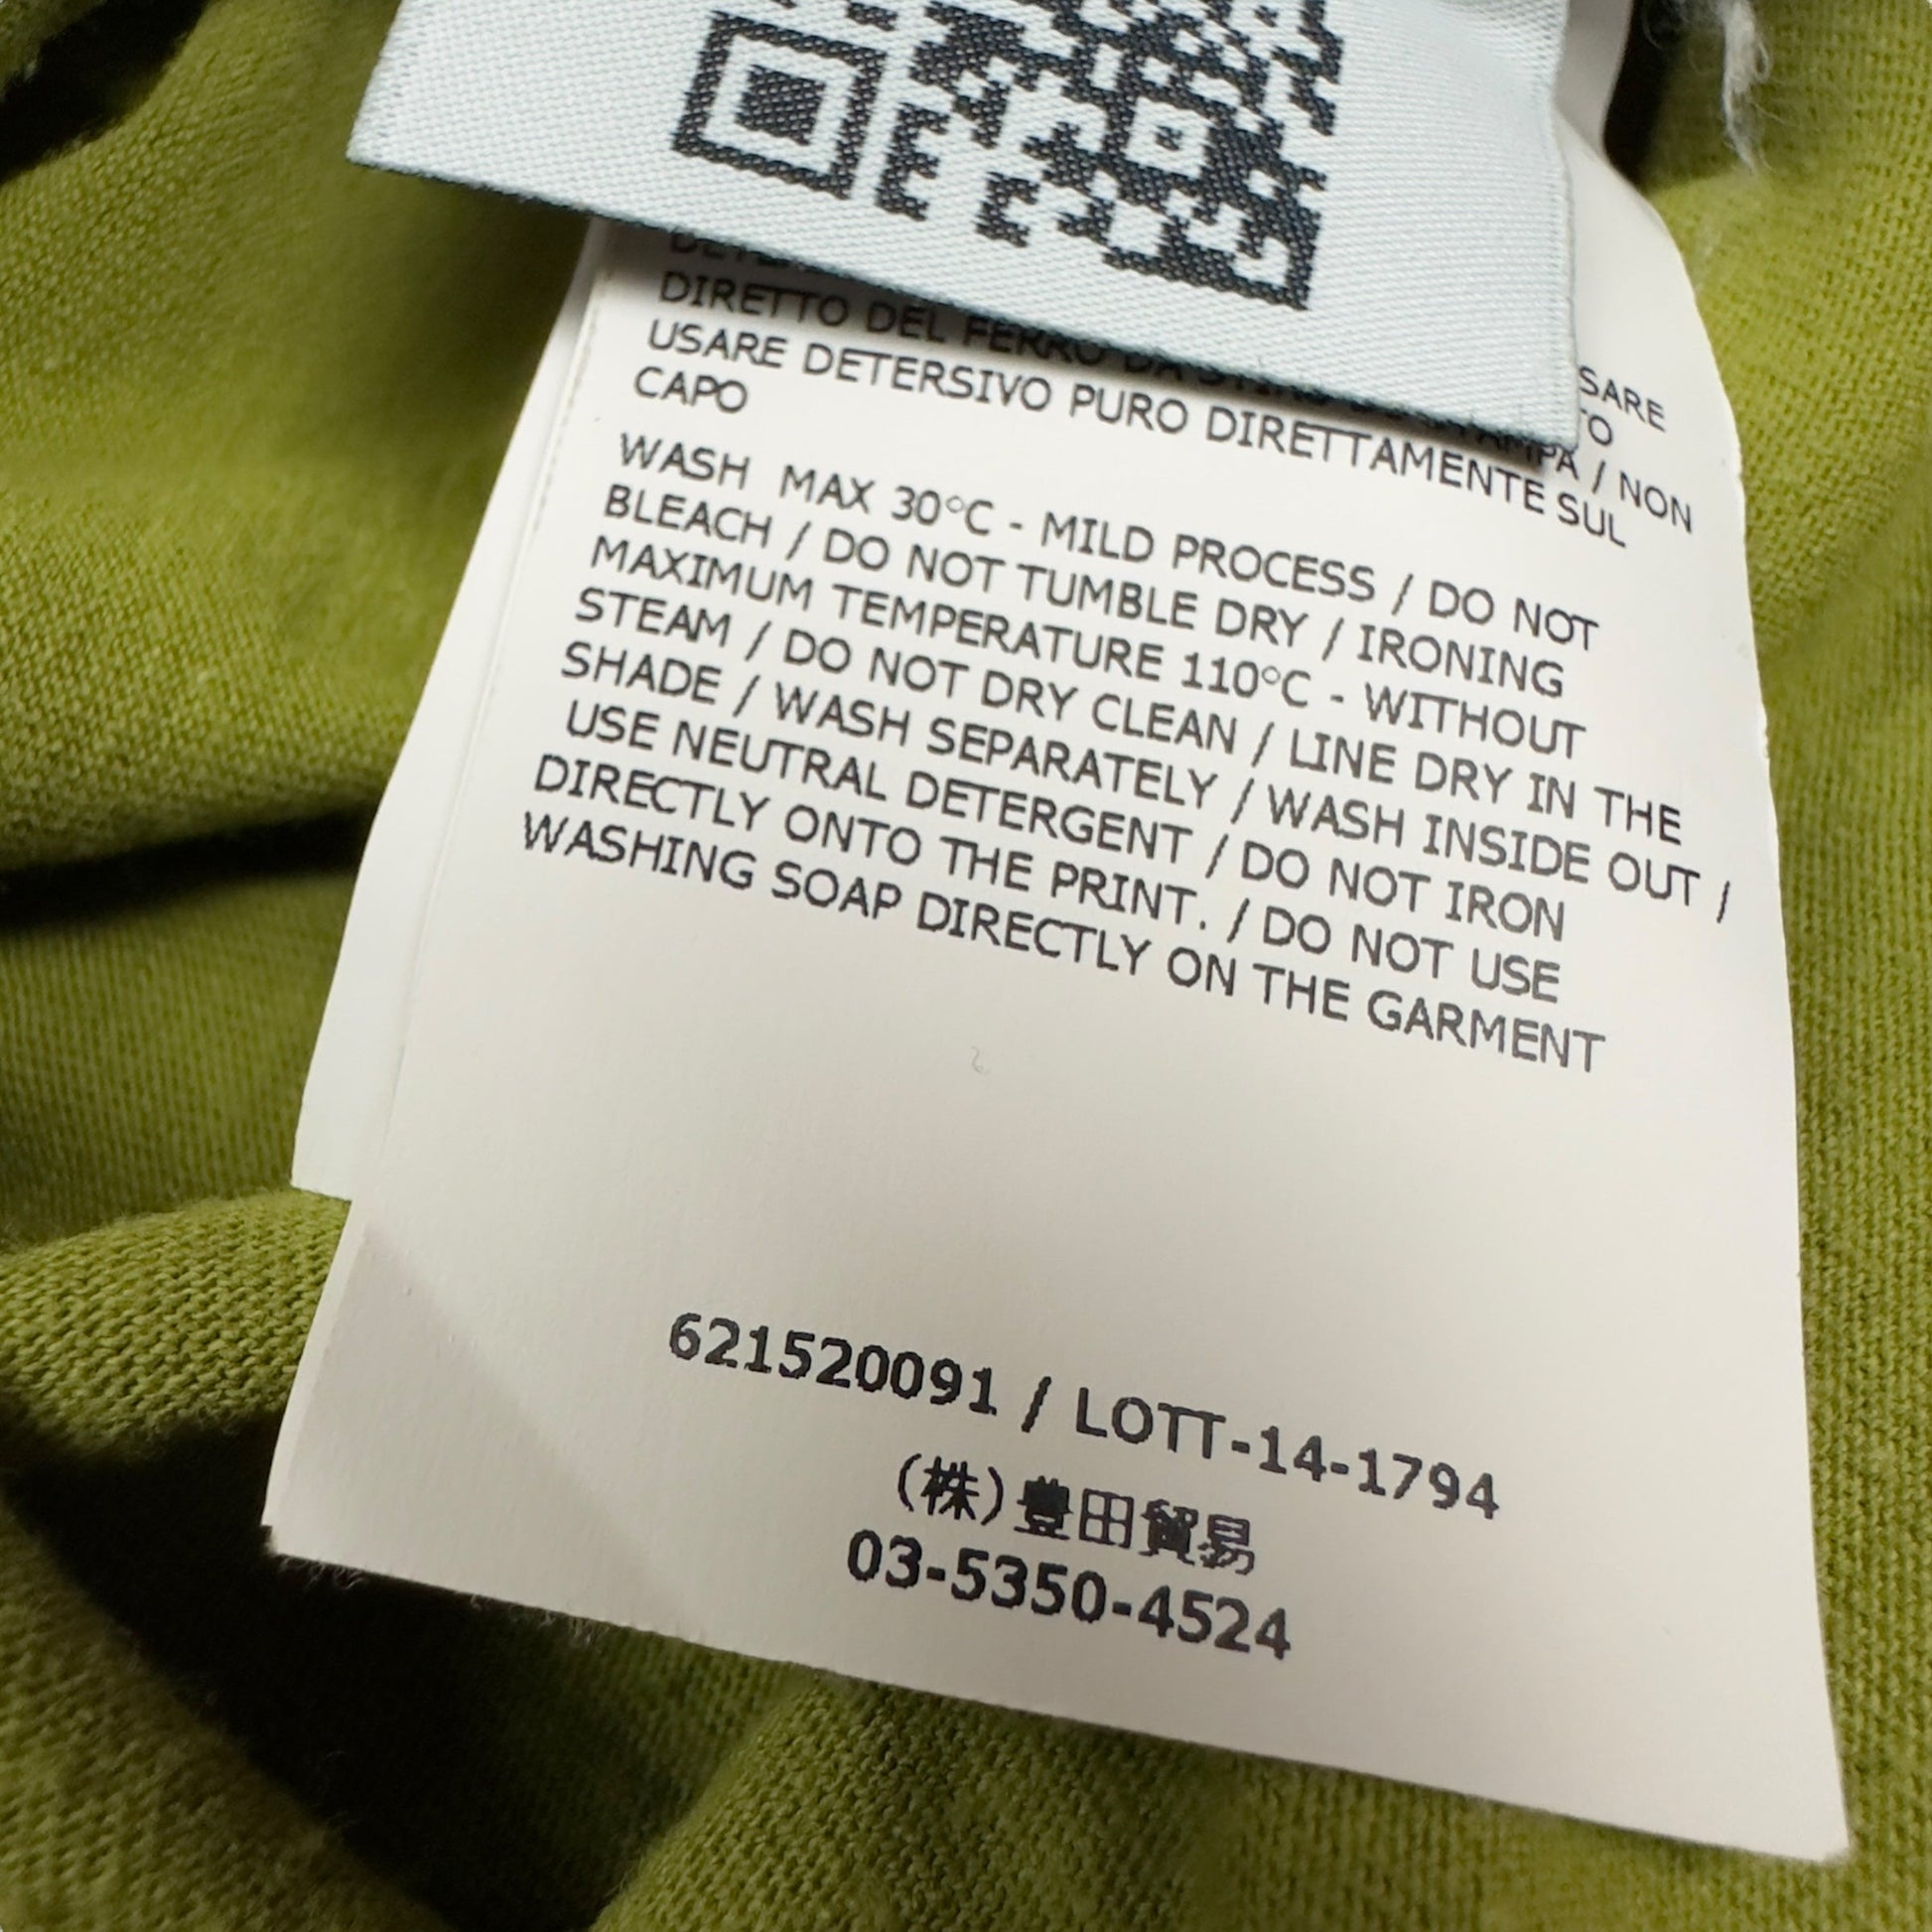 DIRETTO DEL FERRO DA STAMPA / NON
USARE DETERSIVO PURO DIRETTAMENTE SUL
CAPO
WASH MAX 30°C - MILD PROCESS / DO NOT
BLEACH / DO NOT TUMBLE DRY / IRONING
MAXIMUM TEMPERATURE 110°C - WITHOUT
STEAM / DO NOT DRY CLEAN / LINE DRY IN THE
SHADE / WASH SEPARATELY / WASH INSIDE OUT /
USE NEUTRAL DETERGENT / DO NOT IRON
DIRECTLY ONTO THE PRINT. / DO NOT USE
WASHING SOAP DIRECTLY ON THE GARMENT
621520091 / LOTT-14-1794
(株)豊田貿易
03-5350-4524